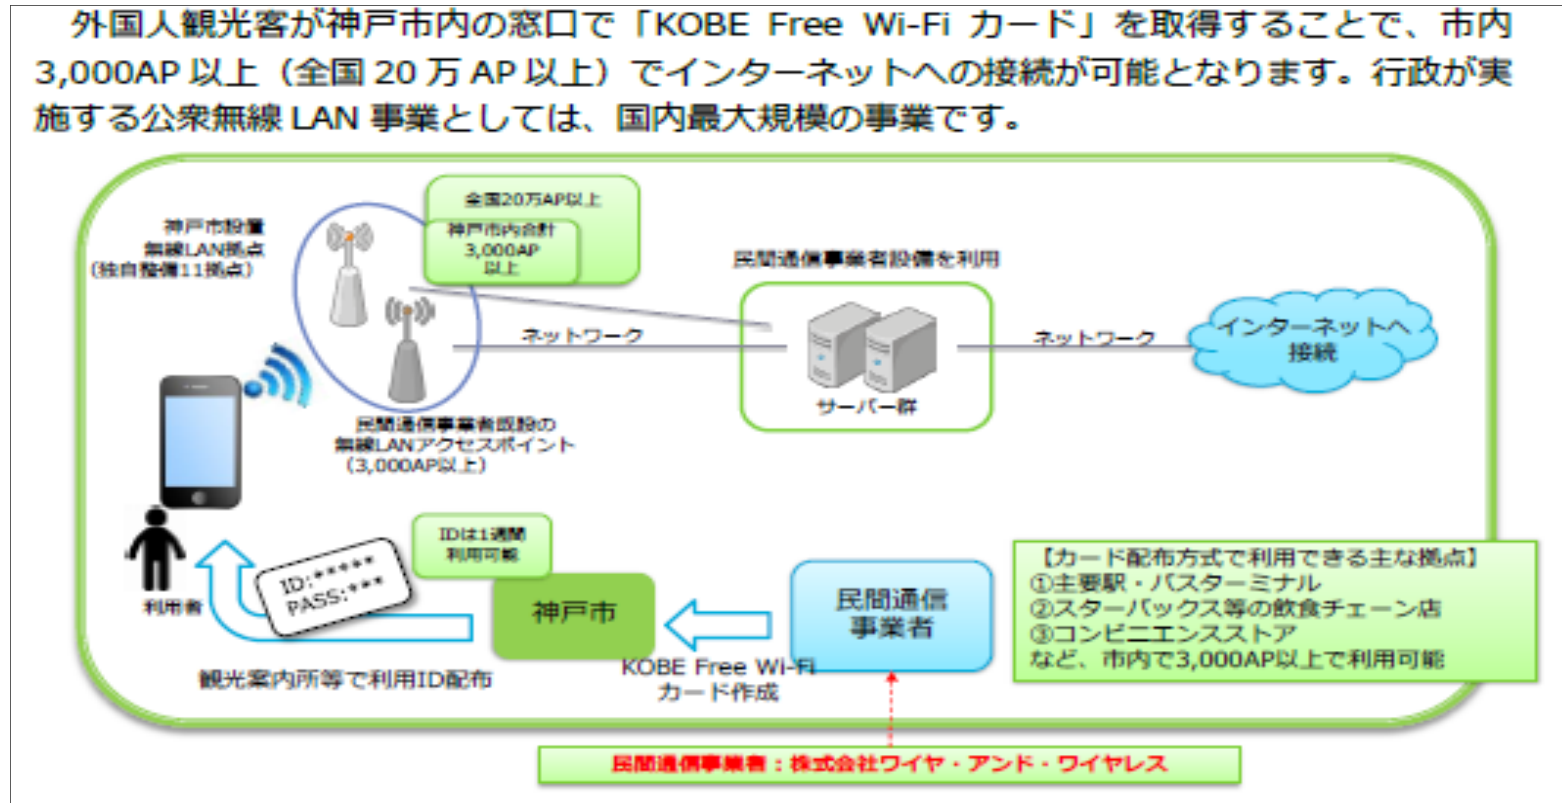 外国人観光客が神戸市内の窓口で「KOBE Free Wi-Fi カード」を取得することで、市内
3,000AP 以上（全国 20 万 AP 以上）でインターネットへの接続が可能となります。行政が実
施する公衆無線 LAN 事業としては、国内最大規模の事業です。
全国20万AP以上
神戸市内合計
3,000AP
以上
神戸市設置
無線LAN拠点
（独自整備11拠点）
民間通信事業者設備を利用
ネットワーク
ネットワーク
インターネットへ
接続
サーバー群
民間通信事業者既設の
無線LANアクセスポイント
（3,000AP以上）
IDは1週間
利用可能
ID:*****
PASS:***
利用者
神戸市
民間通信
事業者
【カード配布方式で利用できる主な拠点】
①主要駅・バスターミナル
②スターバックス等の飲食チェーン店
③コンビニエンスストア
など、市内で3,000AP以上で利用可能
観光案内所等で利用ID配布
KOBE Free Wi-Fi
カード作成
民間通信事業者：株式会社ワイヤ・アンド・ワイヤレス